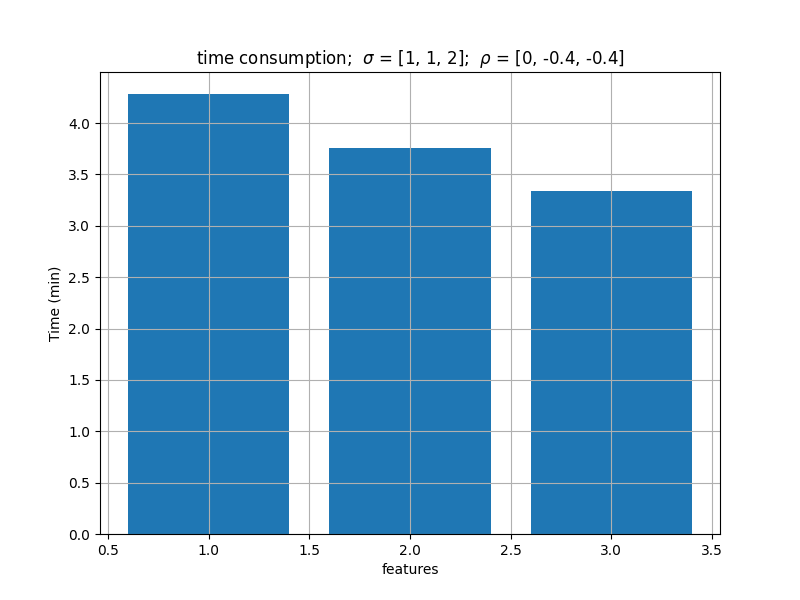 time consumption; σ = [1, 1, 2]; ρ = [0, -0.4, -0.4]
4.0
3.5
3.0
2.5
2.0
1.5
1.0
0.5
0.0
Time (min)
0.5 1.0 1.5 2.0 2.5 3.0 3.5
features